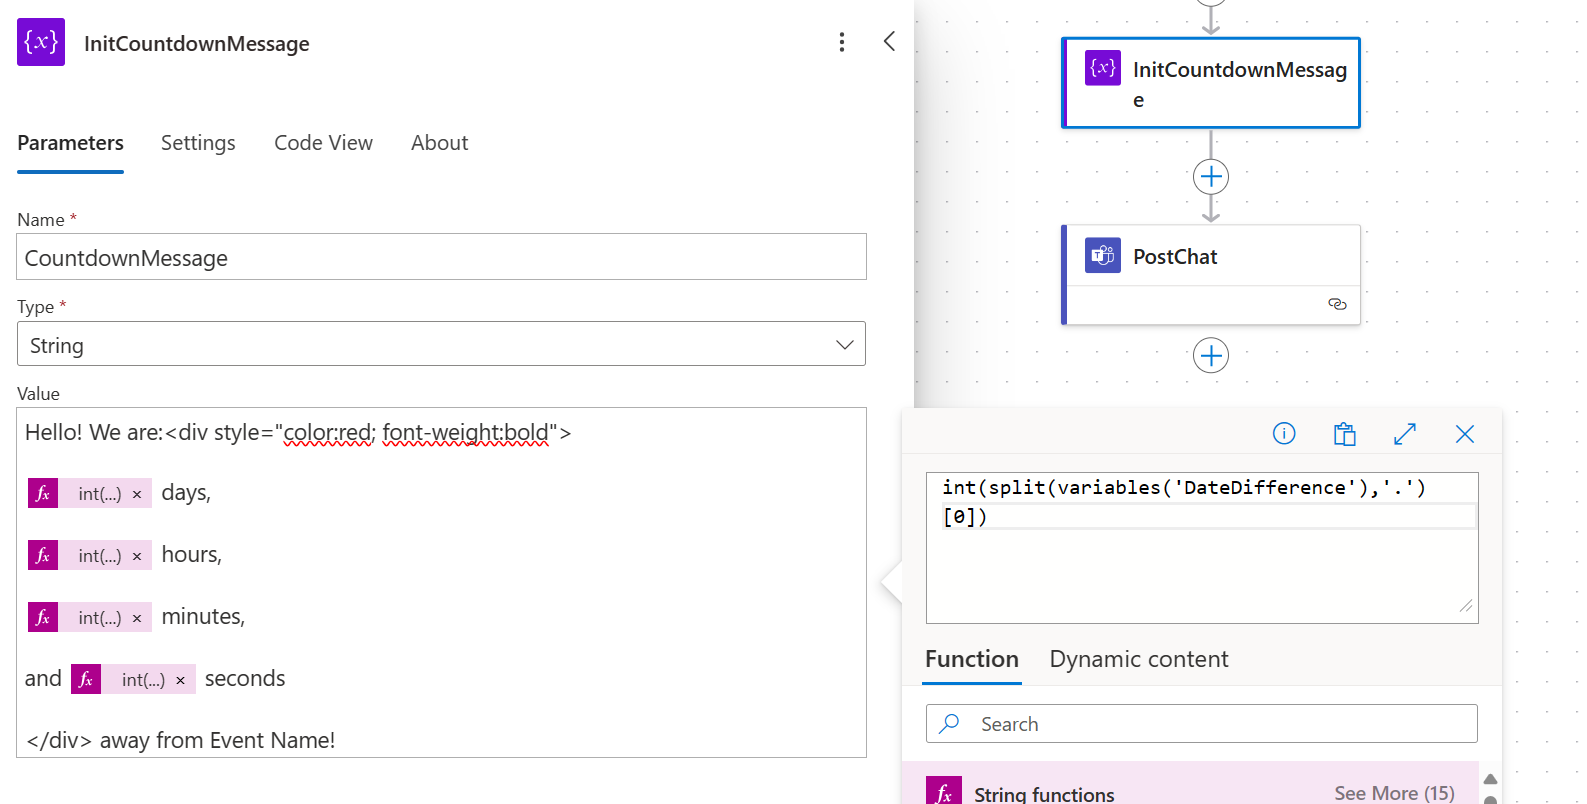 {x} InitCountdownMessage
Parameters Settings Code View About
Name *
CountdownMessage
Type *
String
Value
Hello! We are:<div style="color:red; font-weight:bold">
fx int(...) × days,
fx int(...) × hours,
fx int(...) × minutes,
and fx int(...) × seconds
</div> away from Event Name!
{x} InitCountdownMessag
e
T PostChat
int(split(variables('DateDifference'),'.')
[0])
Function Dynamic content
Search
fx String functions See More (15)